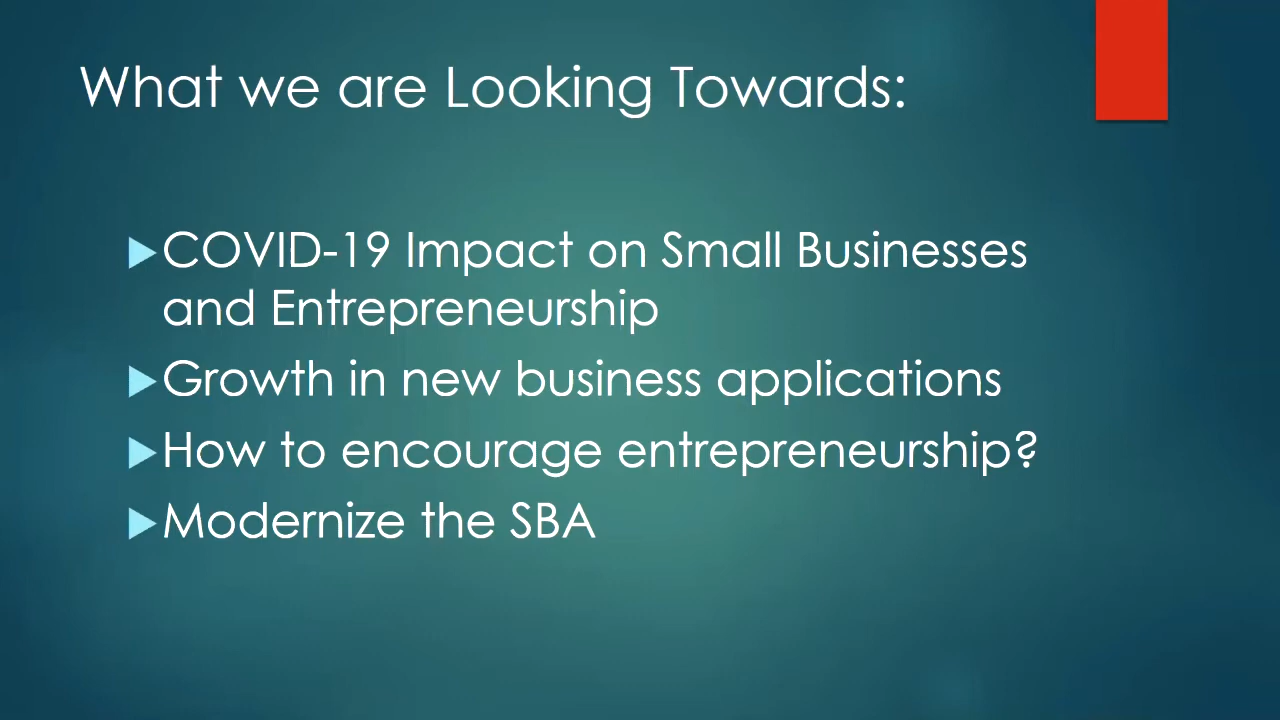 What we are Looking Towards:
COVID-19 Impact on Small Businesses
and Entrepreneurship
Growth in new business applications
How to encourage entrepreneurship?
Modernize the SBA